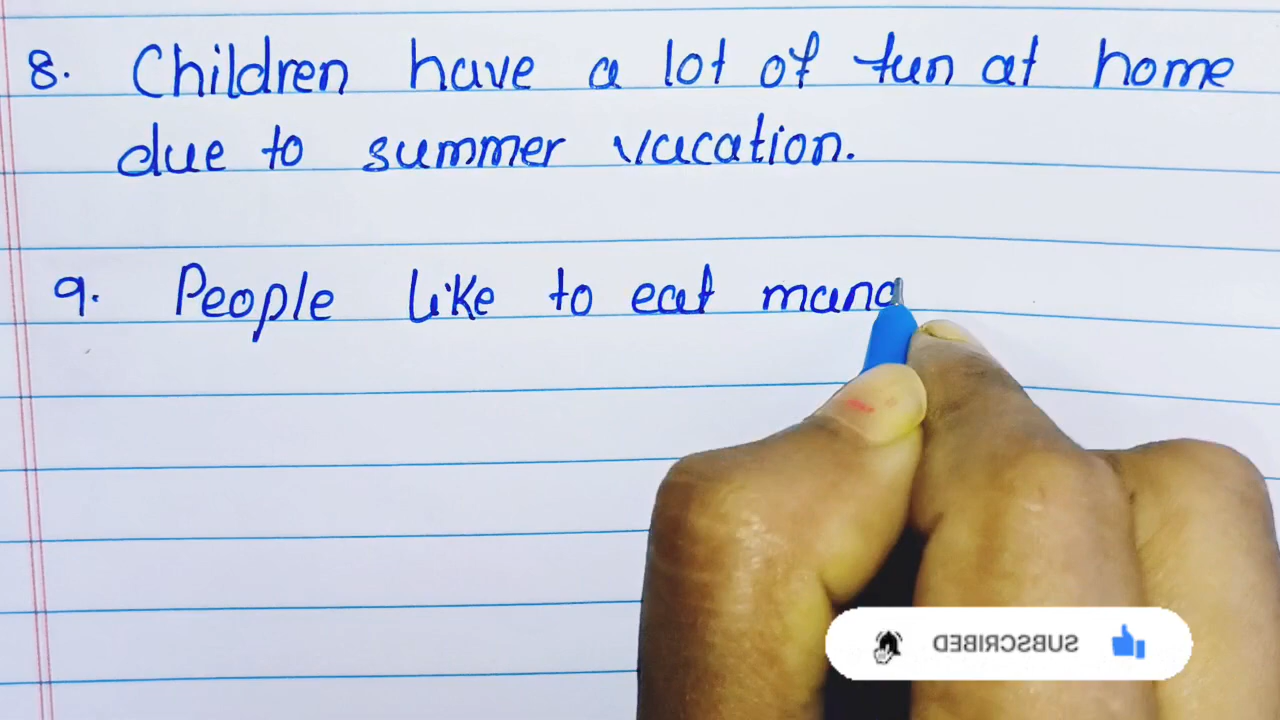 8. Children have a lot of fun at home
due to summer vacation.
9. People like to eat
SUBSCRIBED